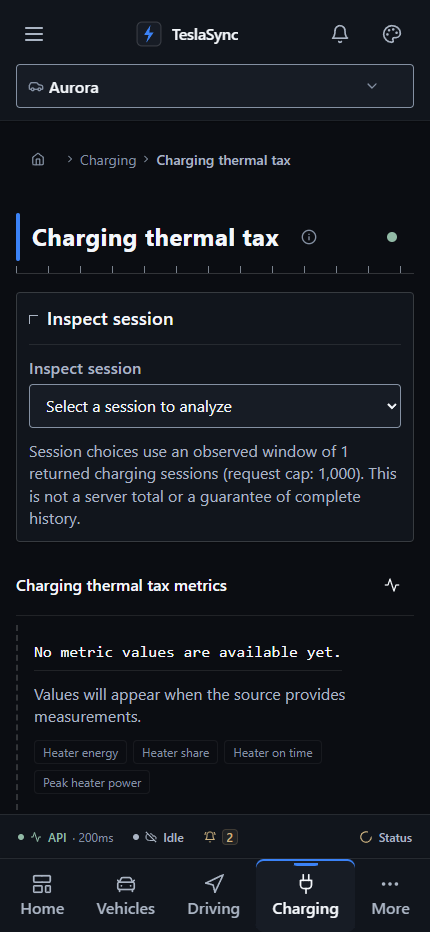 TeslaSync
Aurora
Charging
Charging thermal tax
Charging thermal tax
Inspect session
Inspect session
Select a session to analyze
Session choices use an observed window of 1
returned charging sessions (request cap: 1,000). This
is not a server total or a guarantee of complete
history.
Charging thermal tax metrics
No metric values are available yet.
Values will appear when the source provides
measurements.
Heater energy
Heater share
Heater on time
Peak heater power
API · 200ms
Idle
2
Status
Home
Vehicles
Driving
Charging
More